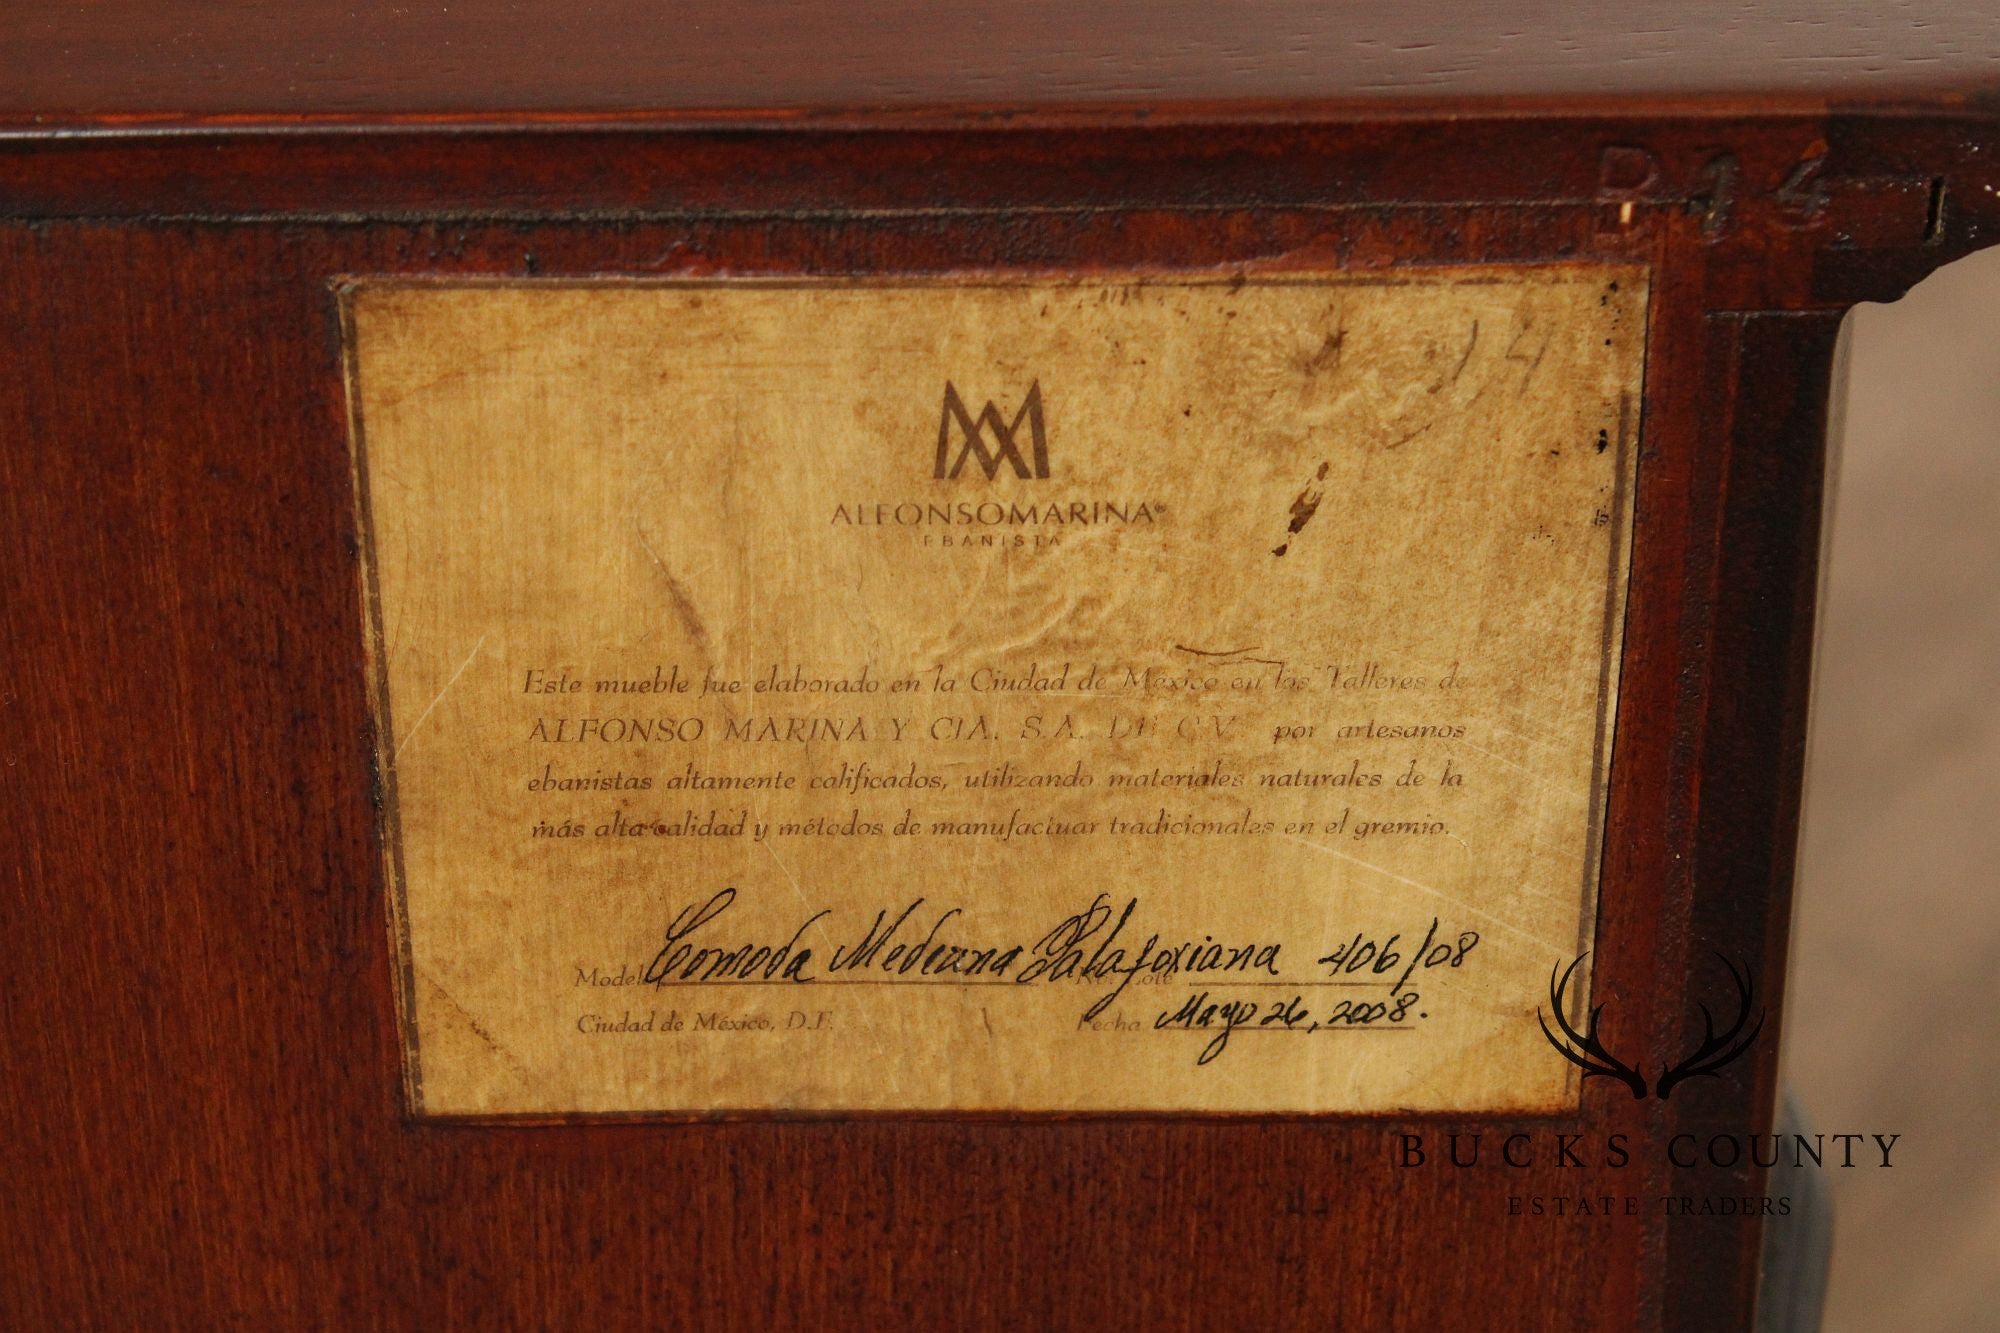 R 14
14
ALFONSOMARINA®
EBANISTA
Este mueble fue elaborado en la Ciudad de México en los Talleres de
ALFONSO MARINA Y CIA. S.A. DE C.V. por artesanos
ebanistas altamente calificados, utilizando materiales naturales de la
más alta calidad y métodos de manufactuar tradicionales en el gremio.
Modelo Comoda Mediana Palafoxiana No. Lote 406/08
Ciudad de México, D.F. Fecha Mayo 26, 2008.
BUCKS COUNTY
ESTATE TRADERS